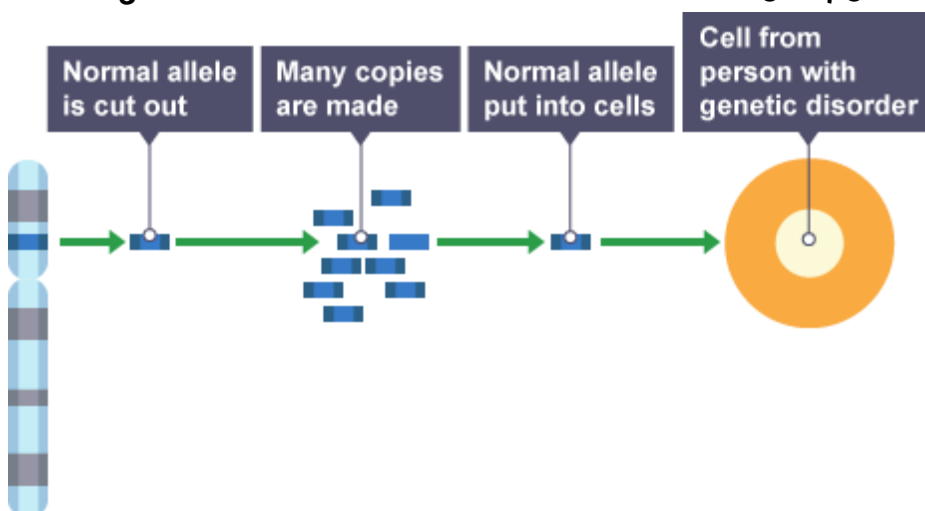 Normal allele
is cut out
Many copies
are made
Normal allele
put into cells
Cell from
person with
genetic disorder